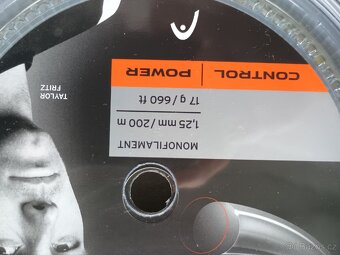 CONTROL | POWER
17 g / 660 ft
1,25 mm / 200 m
MONOFILAMENT
TAYLOR
FRITZ